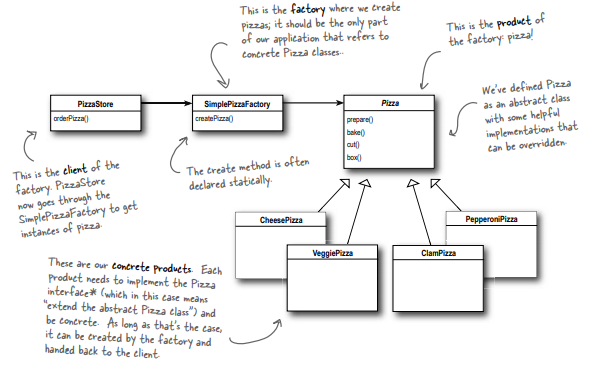 This is the factory where we create
pizzas; it should be the only part
of our application that refers to
concrete Pizza classes..
This is the product of
the factory: pizza!
PizzaStore
orderPizza()
SimplePizzaFactory
createPizza()
Pizza
prepare()
bake()
cut()
box()
We've defined Pizza
as an abstract class
with some helpful
implementations that
can be overridden.
This is the client of the
factory. PizzaStore
now goes through the
SimplePizzaFactory to get
instances of pizza.
The create method is often
declared statically.
CheesePizza
VeggiePizza
ClamPizza
PepperoniPizza
These are our concrete products. Each
product needs to implement the Pizza
interface* (which in this case means
"extend the abstract Pizza class") and
be concrete. As long as that's the case,
it can be created by the factory and
handed back to the client.